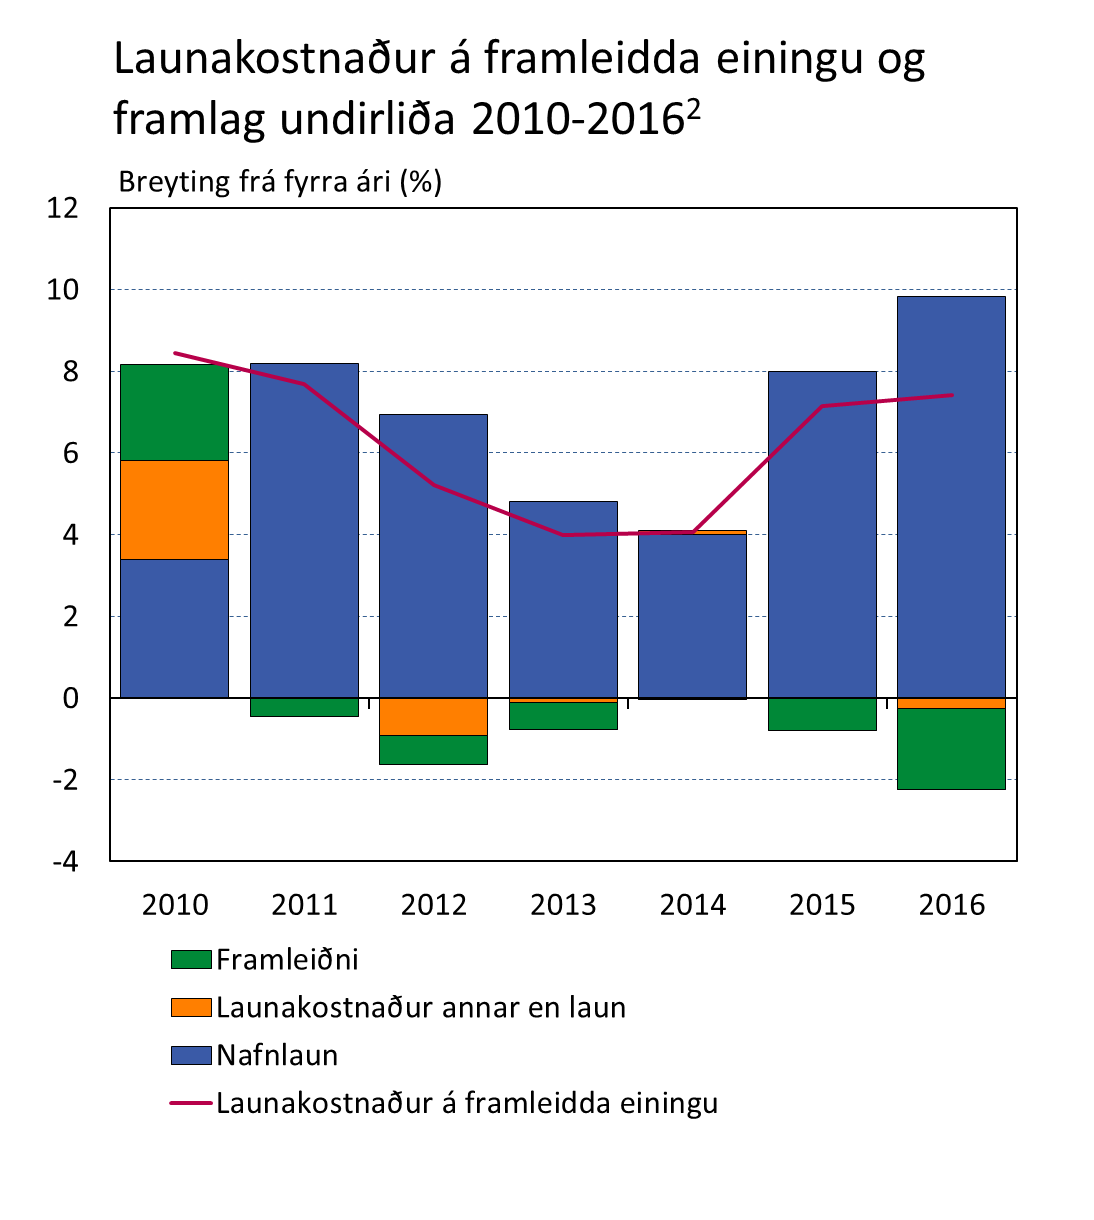 Launakostnaður á framleidda einingu og
framlag undirliða 2010-2016²
Breyting frá fyrra ári (%)
12
10
8
6
4
2
0
-2
-4
2010 2011 2012 2013 2014 2015 2016
Framleiðni
Launakostnaður annar en laun
Nafnlaun
Launakostnaður á framleidda einingu